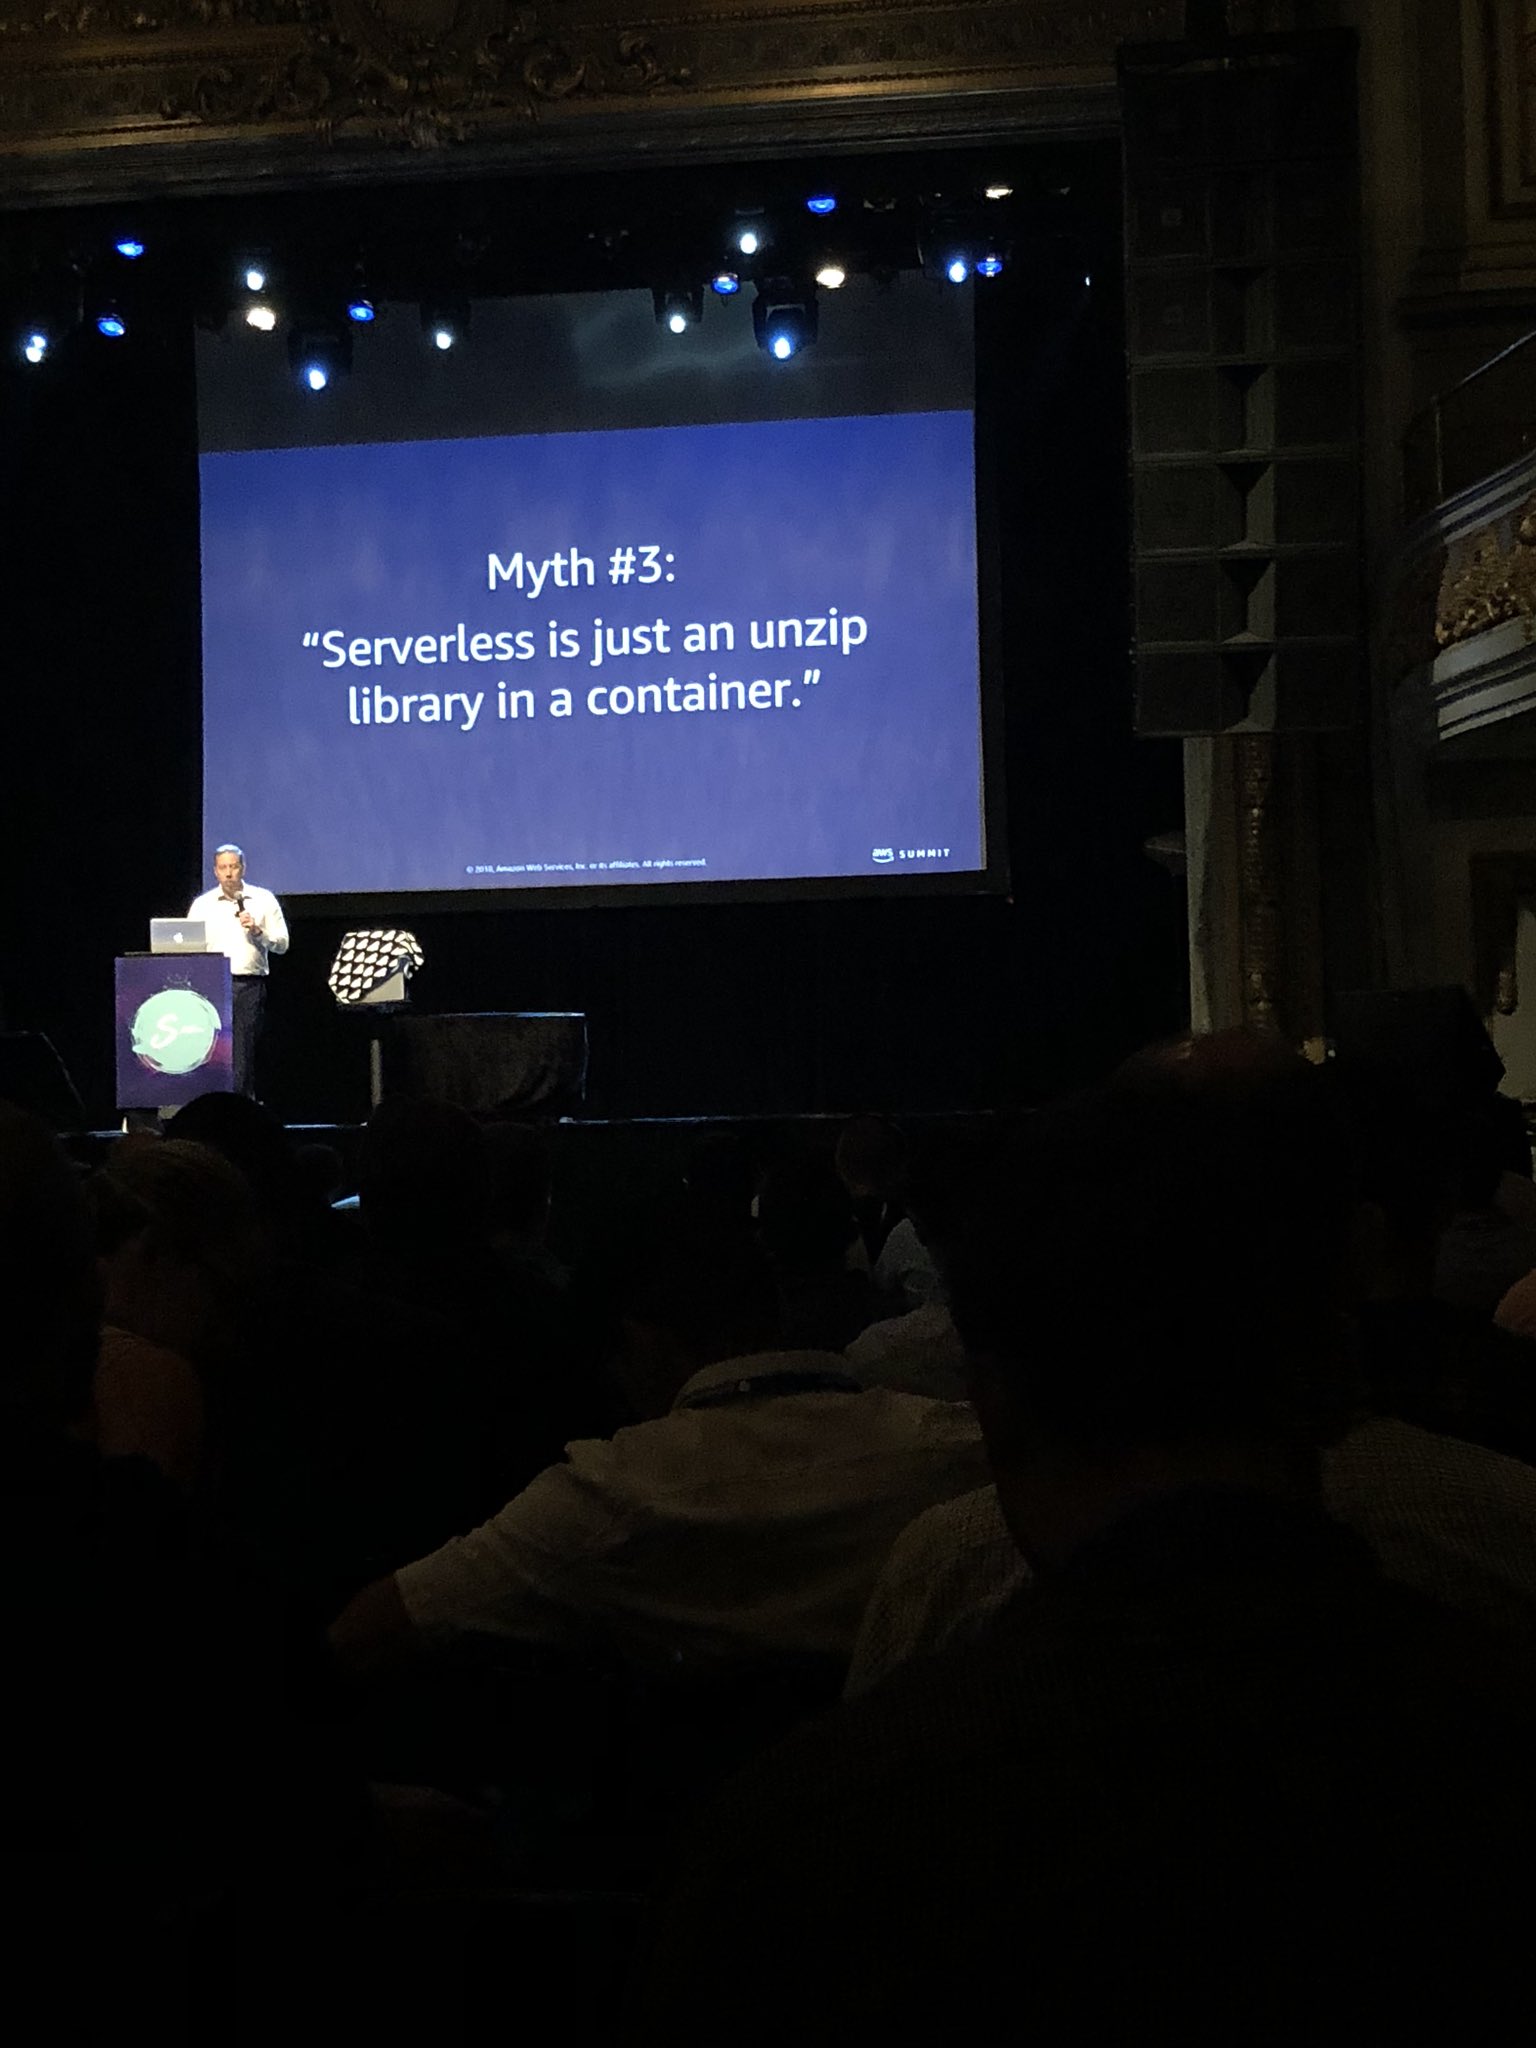 Myth #3:
“Serverless is just an unzip
library in a container.”
© 2018, Amazon Web Services, Inc. or its affiliates. All rights reserved.
aws SUMMIT